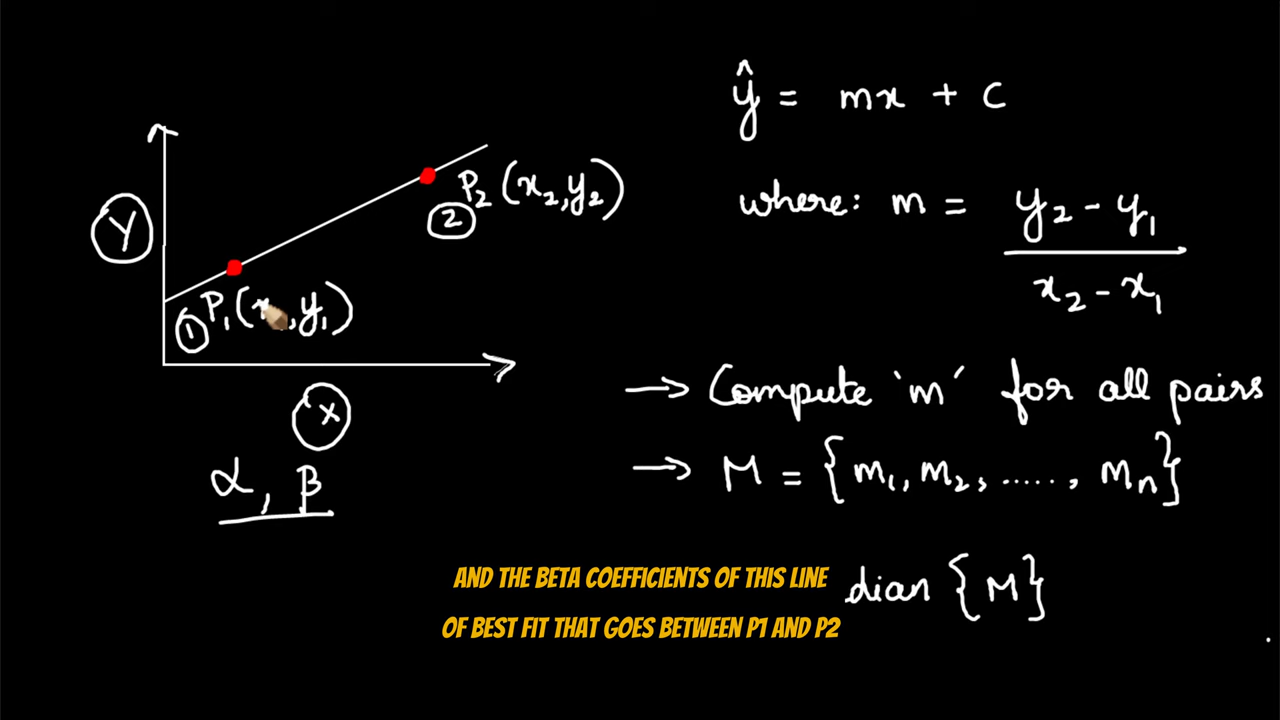 ŷ = mx + c
where: m = y₂ - y₁
x₂ - x₁
P₂ (x₂, y₂)
②
Y
P₁ ( , y₁)
①
X
α, β
→ Compute 'm' for all pairs
→ M = {m₁, m₂, ....., mₙ}
dian {M}
AND THE BETA COEFFICIENTS OF THIS LINE
OF BEST FIT THAT GOES BETWEEN P1 AND P2